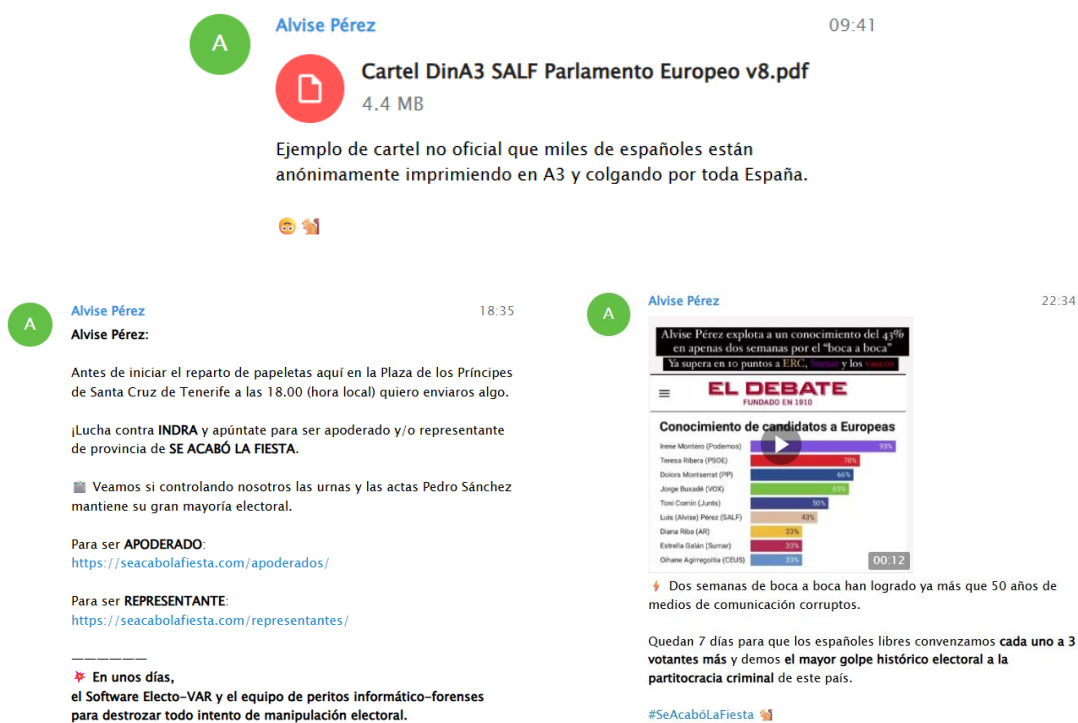 A
Alvise Pérez
09:41
Cartel DinA3 SALF Parlamento Europeo v8.pdf
4.4 MB
Ejemplo de cartel no oficial que miles de españoles están
anónimamente imprimiendo en A3 y colgando por toda España.
A
Alvise Pérez
18:35
Alvise Pérez:
Antes de iniciar el reparto de papeletas aquí en la Plaza de los Príncipes
de Santa Cruz de Tenerife a las 18.00 (hora local) quiero enviaros algo.
¡Lucha contra INDRA y apúntate para ser apoderado y/o representante
de provincia de SE ACABÓ LA FIESTA.
Veamos si controlando nosotros las urnas y las actas Pedro Sánchez
mantiene su gran mayoría electoral.
Para ser APODERADO:
https://seacabolafiesta.com/apoderados/
Para ser REPRESENTANTE:
https://seacabolafiesta.com/representantes/
——————
En unos días,
el Software Electo-VAR y el equipo de peritos informático-forenses
para destrozar todo intento de manipulación electoral.
A
Alvise Pérez
22:34
Alvise Pérez explota a un conocimiento del 43%
en apenas dos semanas por el "boca a boca"
Ya supera en 10 puntos a ERC, Sumar y los vascos
EL DEBATE
FUNDADO EN 1910
Conocimiento de candidatos a Europeas
Irene Montero (Podemos) 93%
Teresa Ribera (PSOE) 70%
Dolors Montserrat (PP) 66%
Jorge Buxadé (VOX) 63%
Toni Comín (Junts) 50%
Luis (Alvise) Pérez (SALF) 43%
Diana Riba (AR) 33%
Estrella Galán (Sumar) 33%
Oihane Agirregoitia (CEUS) 33%
00:12
Dos semanas de boca a boca han logrado ya más que 50 años de
medios de comunicación corruptos.
Quedan 7 días para que los españoles libres convenzamos cada uno a 3
votantes más y demos el mayor golpe histórico electoral a la
partitocracia criminal de este país.
#SeAcabóLaFiesta